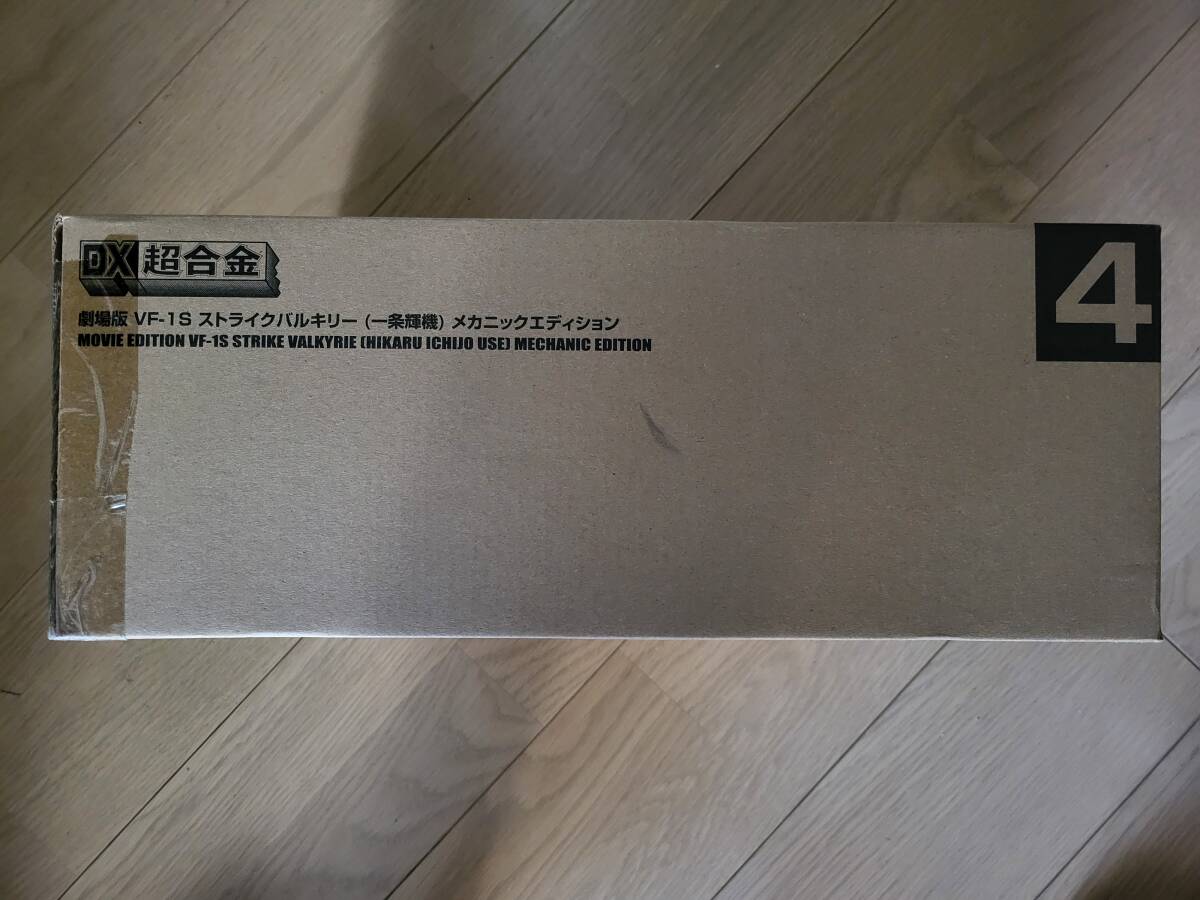 DX 超合金
劇場版 VF-1S ストライクバルキリー (一条輝機) メカニックエディション
MOVIE EDITION VF-1S STRIKE VALKYRIE (HIKARU ICHIJO USE) MECHANIC EDITION
4